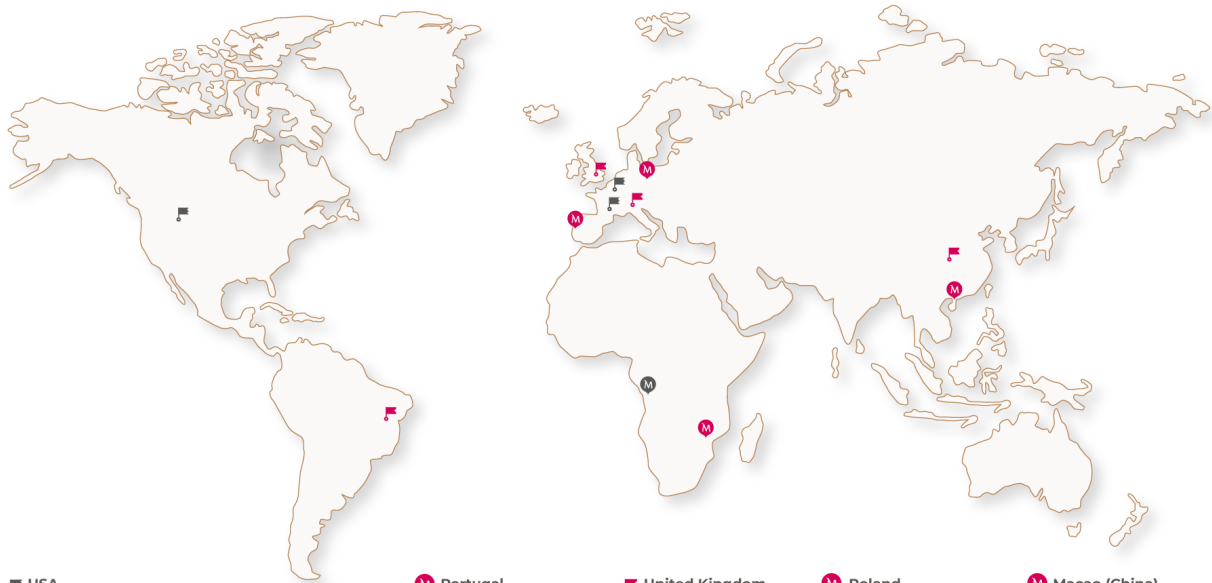 M
M
M
M
M
USA
M Portugal
United Kingdom
M Poland
M Macao (China)